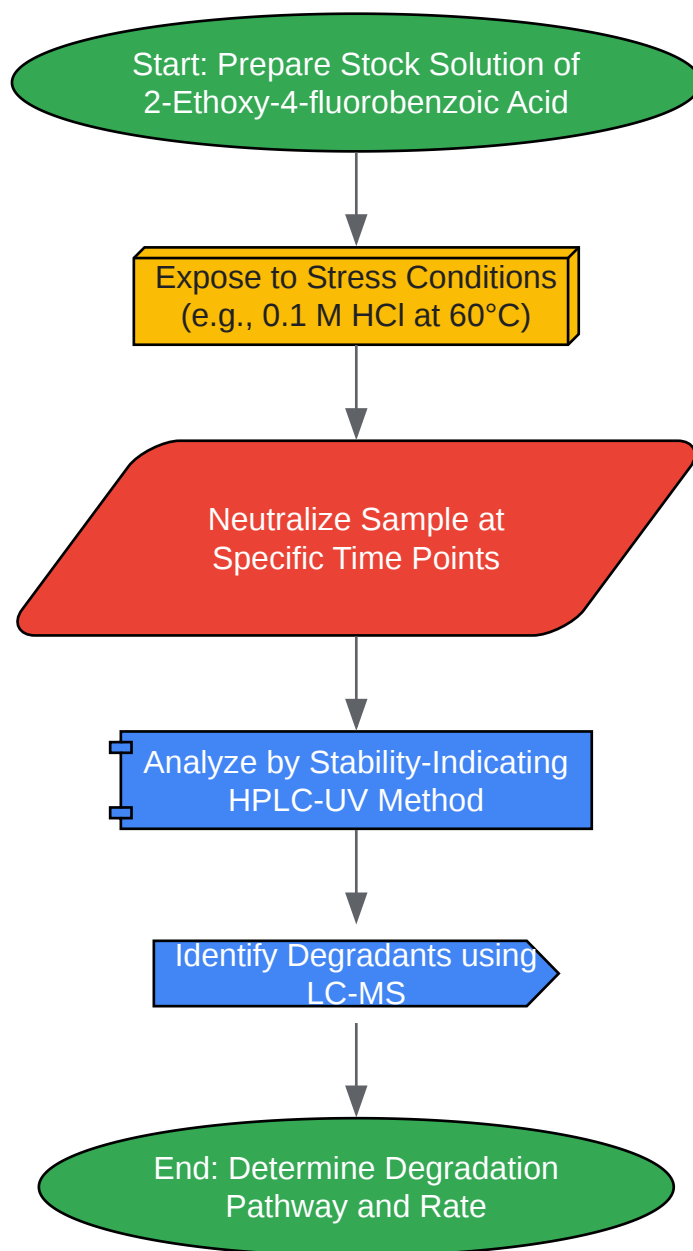 Start: Prepare Stock Solution of
2-Ethoxy-4-fluorobenzoic Acid
Expose to Stress Conditions
(e.g., 0.1 M HCl at 60°C)
Neutralize Sample at
Specific Time Points
Analyze by Stability-Indicating
HPLC-UV Method
Identify Degradants using
LC-MS
End: Determine Degradation
Pathway and Rate